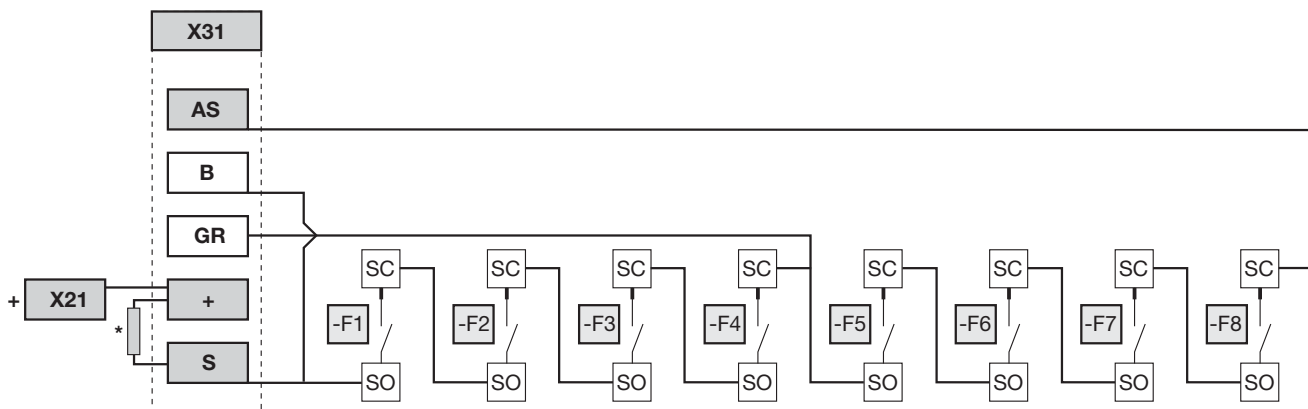 X31
AS
B
GR
+ X21 +
*
S
SC SC SC SC SC SC SC SC
-F1 -F2 -F3 -F4 -F5 -F6 -F7 -F8
SO SO SO SO SO SO SO SO